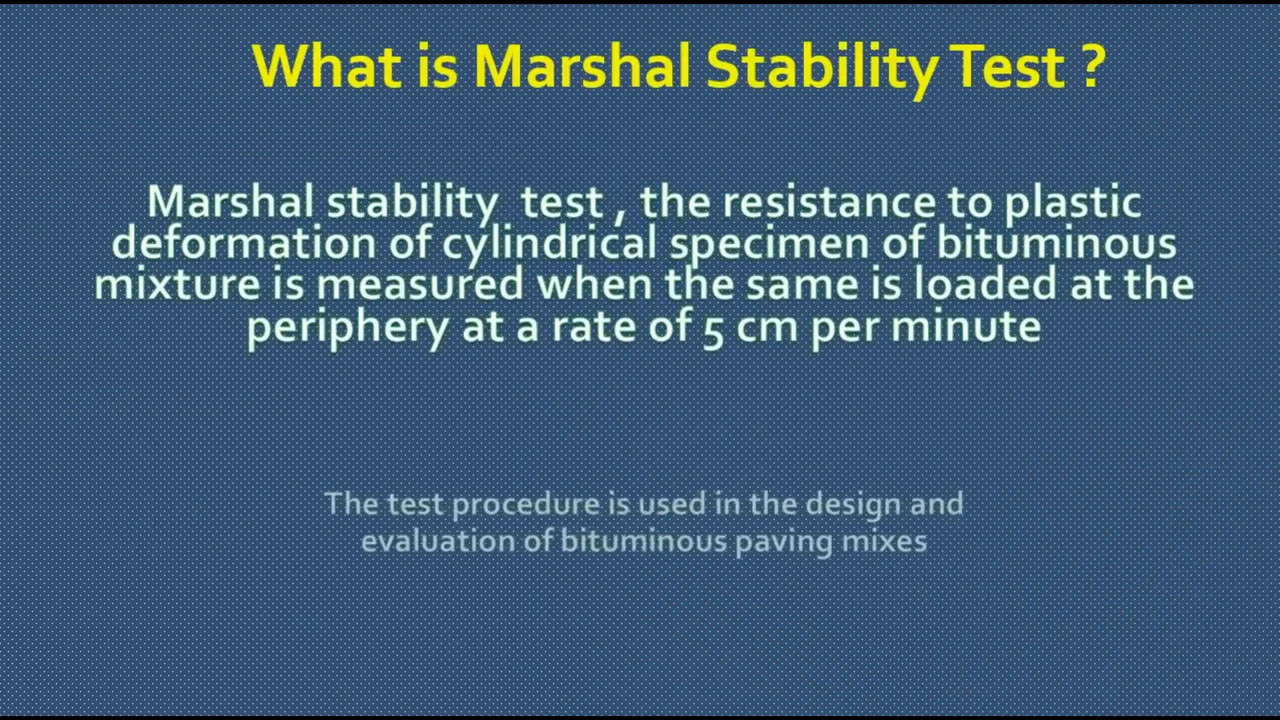 What is Marshal Stability Test ?
Marshal stability test , the resistance to plastic
deformation of cylindrical specimen of bituminous
mixture is measured when the same is loaded at the
periphery at a rate of 5 cm per minute
The test procedure is used in the design and
evaluation of bituminous paving mixes